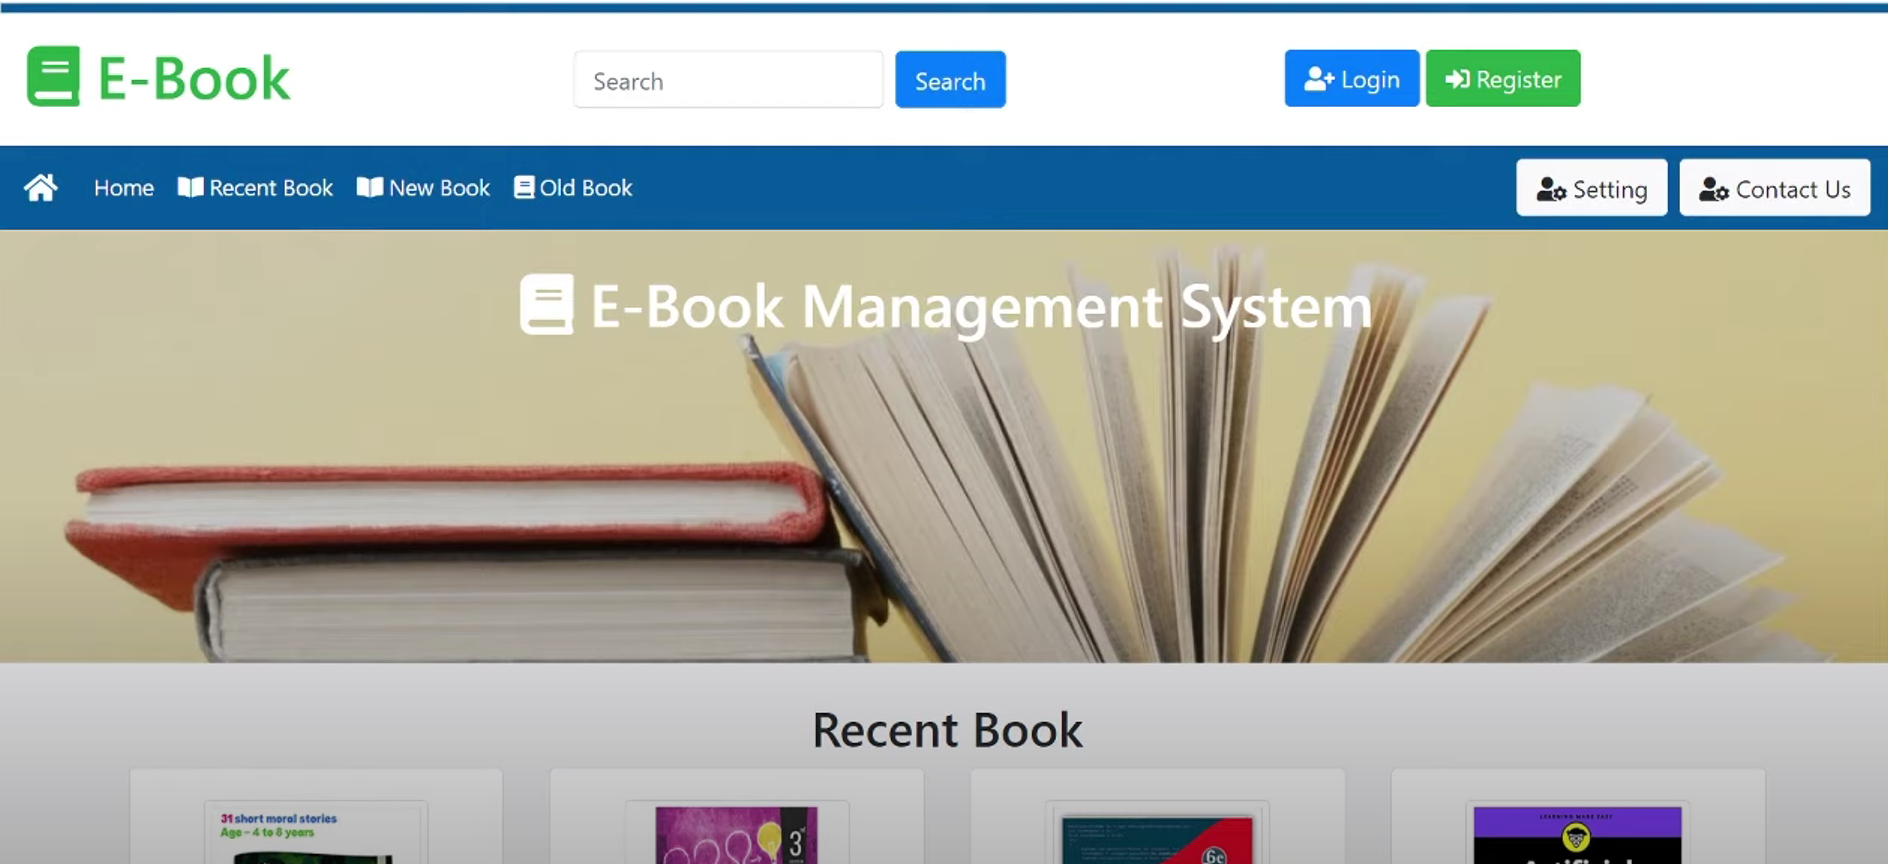 E-Book
Search
Search
Login
Register
Home
Recent Book
New Book
Old Book
Setting
Contact Us
E-Book Management System
Recent Book
31 short moral stories
Age – 4 to 8 years
3rd
6e
LEARNING MADE EASY